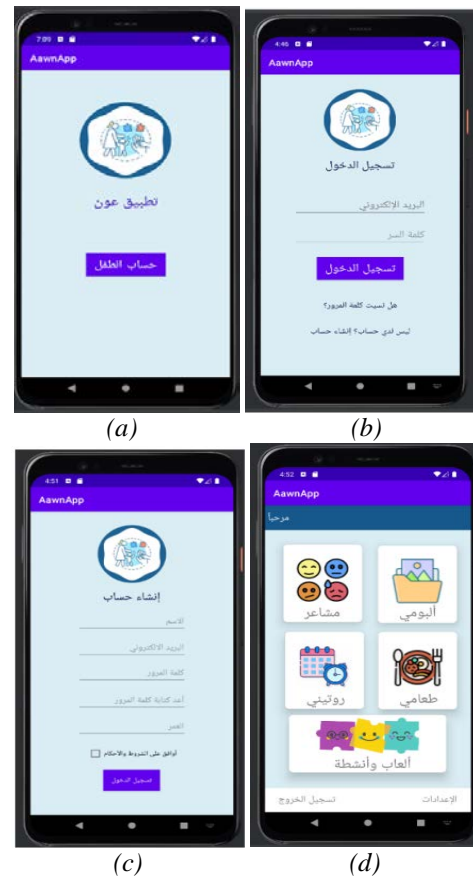 7:09
AawnApp
تطبيق عون
حساب الطفل
(a)
4:46
AawnApp
تسجيل الدخول
البريد الإلكتروني
كلمة السر
تسجيل الدخول
هل نسيت كلمة المرور؟
ليس لدي حساب؟ إنشاء حساب
(b)
4:51
AawnApp
إنشاء حساب
الاسم
البريد الالكتروني
كلمة المرور
أعد كتابة كلمة المرور
العمر
أوافق على الشروط والأحكام
تسجيل الدخول
(c)
4:52
AawnApp
مرحبا
ألبومي
مشاعر
طعامي
روتيني
ألعاب وأنشطة
الإعدادات
تسجيل الخروج
(d)